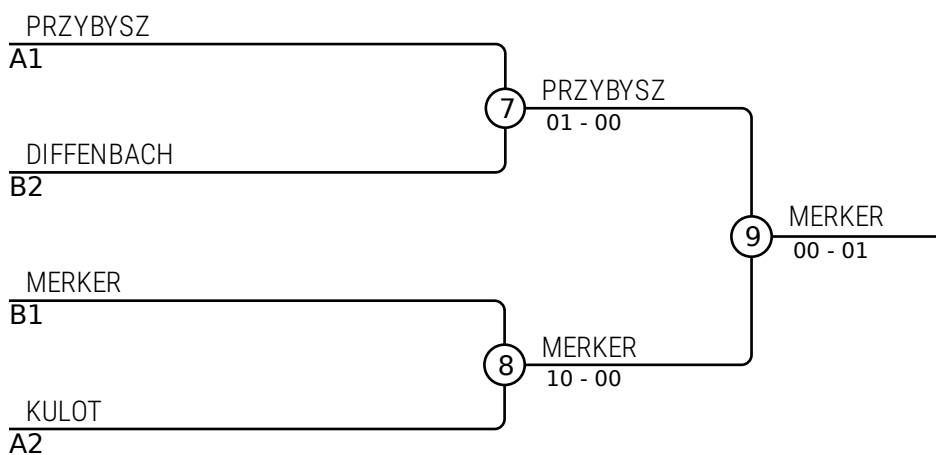 PRZYBYSZ
A1
7
PRZYBYSZ
01 - 00
DIFFENBACH
B2
9
MERKER
00 - 01
MERKER
B1
8
MERKER
10 - 00
KULOT
A2